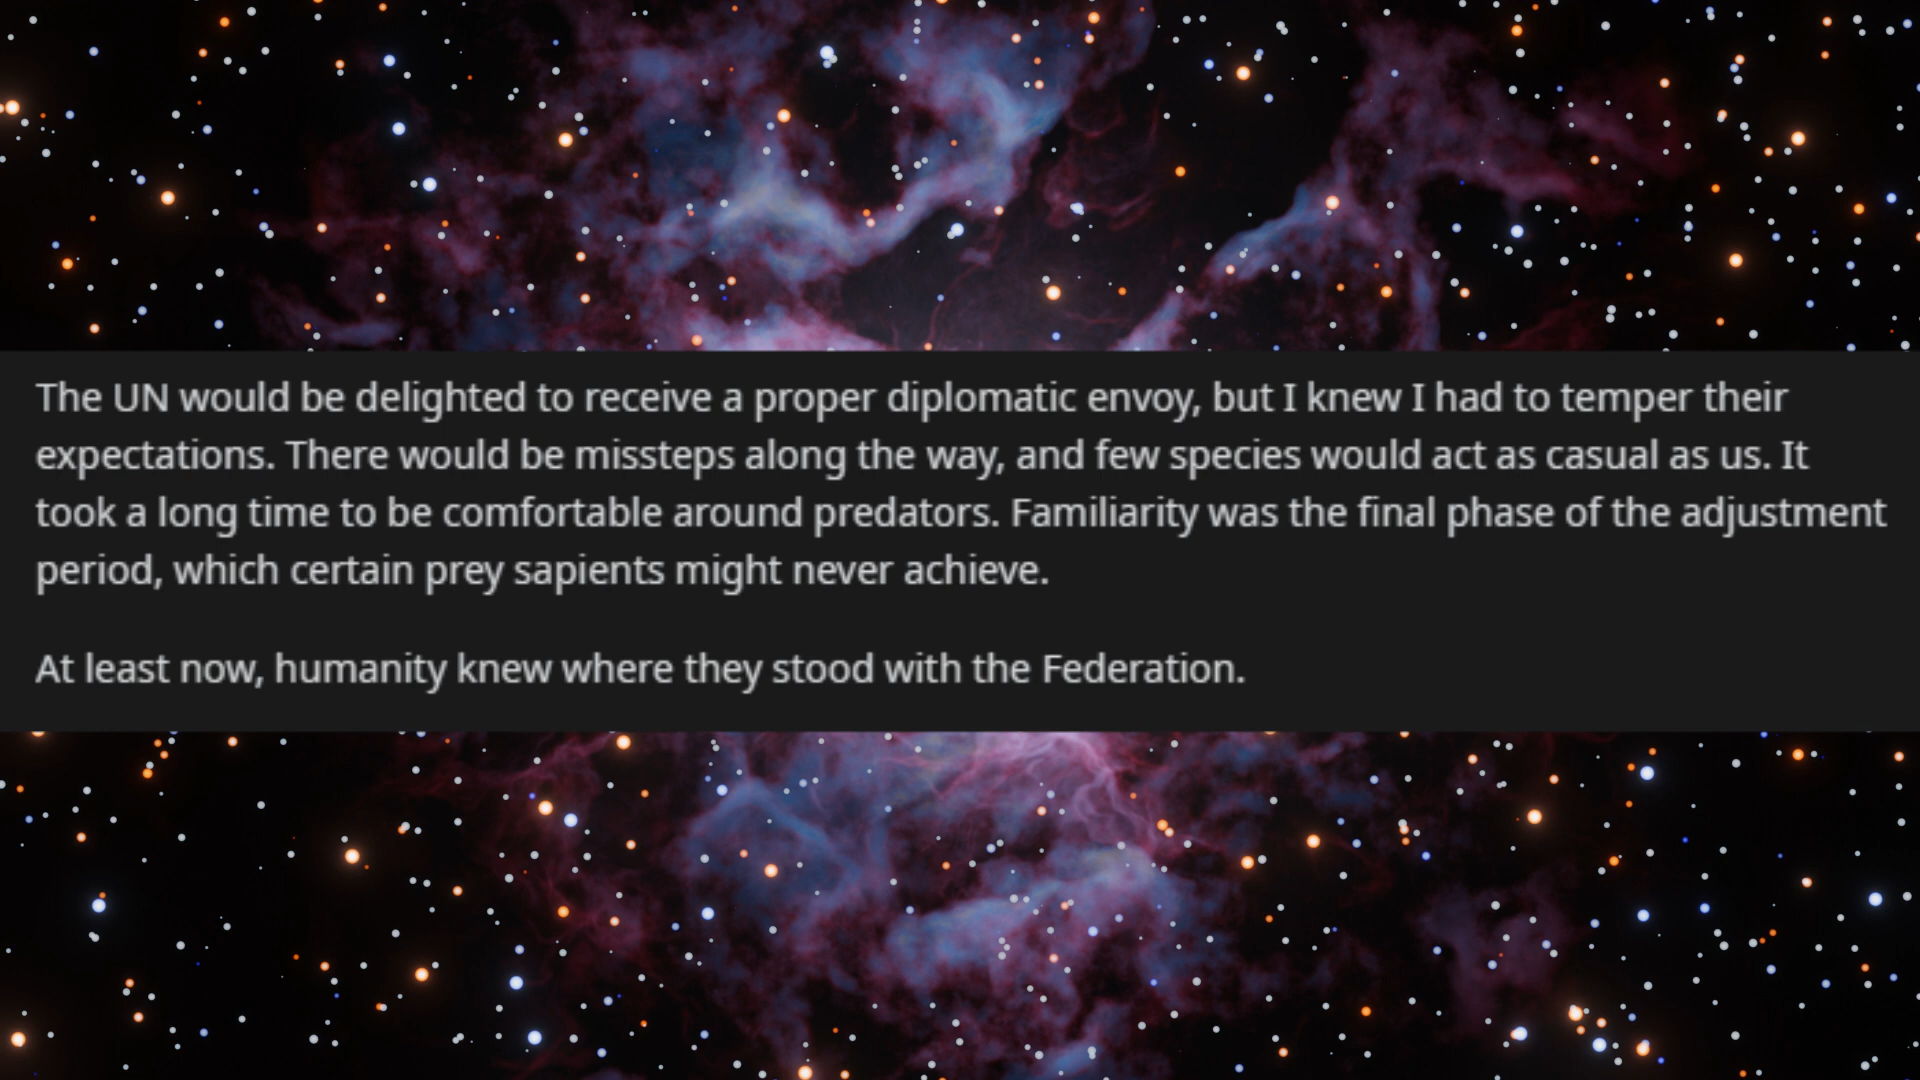 The UN would be delighted to receive a proper diplomatic envoy, but I knew I had to temper their
expectations. There would be missteps along the way, and few species would act as casual as us. It
took a long time to be comfortable around predators. Familiarity was the final phase of the adjustment
period, which certain prey sapients might never achieve.
At least now, humanity knew where they stood with the Federation.